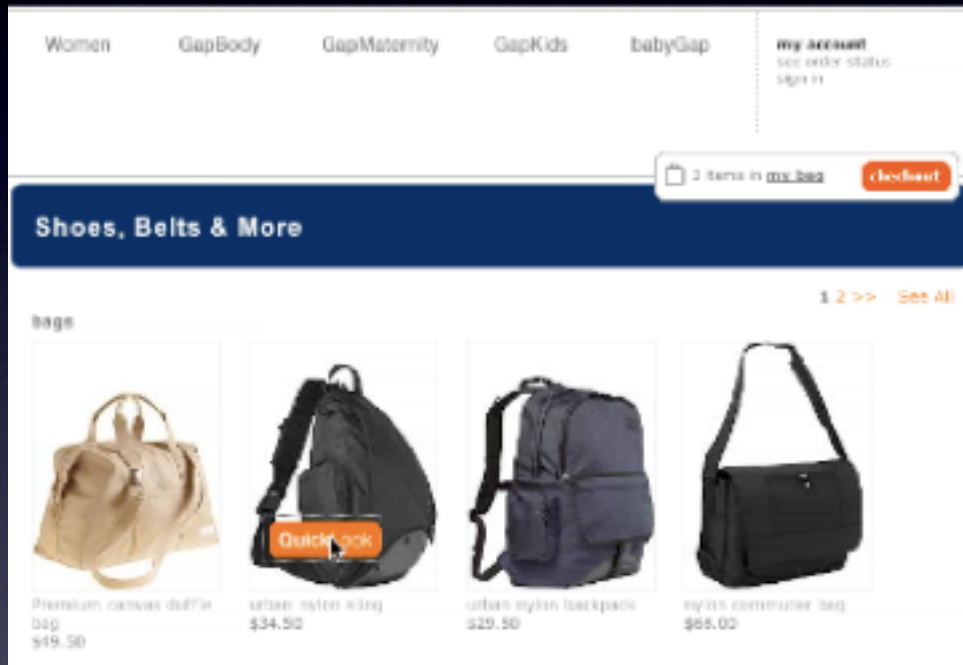 Women GapBody GapMaternity GapKids babyGap
my account
see order status
sign in
2 items in my bag checkout
Shoes, Belts & More
1 2 >> See All
bags
QuickLook
Premium canvas duffle
bag
$49.50
urban nylon sling
$34.50
urban nylon backpack
$29.50
nylon commuter bag
$68.00